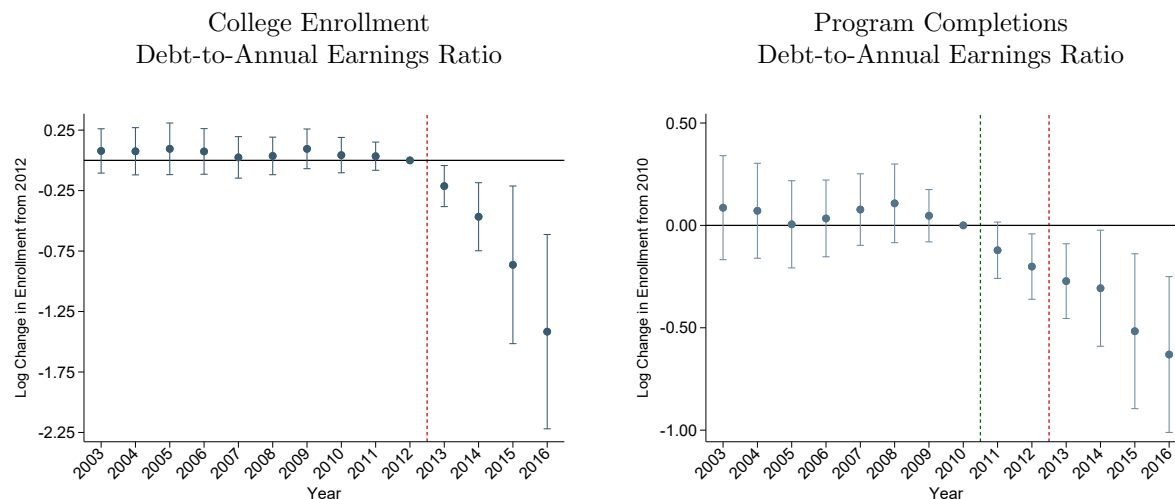 College Enrollment
Debt-to-Annual Earnings Ratio
Log Change in Enrollment from 2012
0.25
-0.25
-0.75
-1.25
-1.75
-2.25
2003 2004 2005 2006 2007 2008 2009 2010 2011 2012 2013 2014 2015 2016
Year
Program Completions
Debt-to-Annual Earnings Ratio
Log Change in Enrollment from 2010
0.50
0.00
-0.50
-1.00
2003 2004 2005 2006 2007 2008 2009 2010 2011 2012 2013 2014 2015 2016
Year